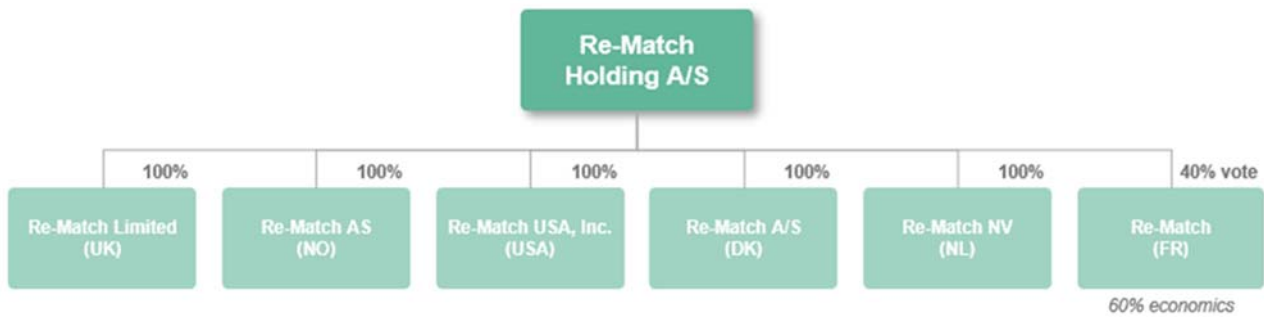 Re-Match
Holding A/S
100%
100%
100%
100%
100%
40% vote
Re-Match Limited
(UK)
Re-Match AS
(NO)
Re-Match USA, Inc.
(USA)
Re-Match A/S
(DK)
Re-Match NV
(NL)
Re-Match
(FR)
60% economics